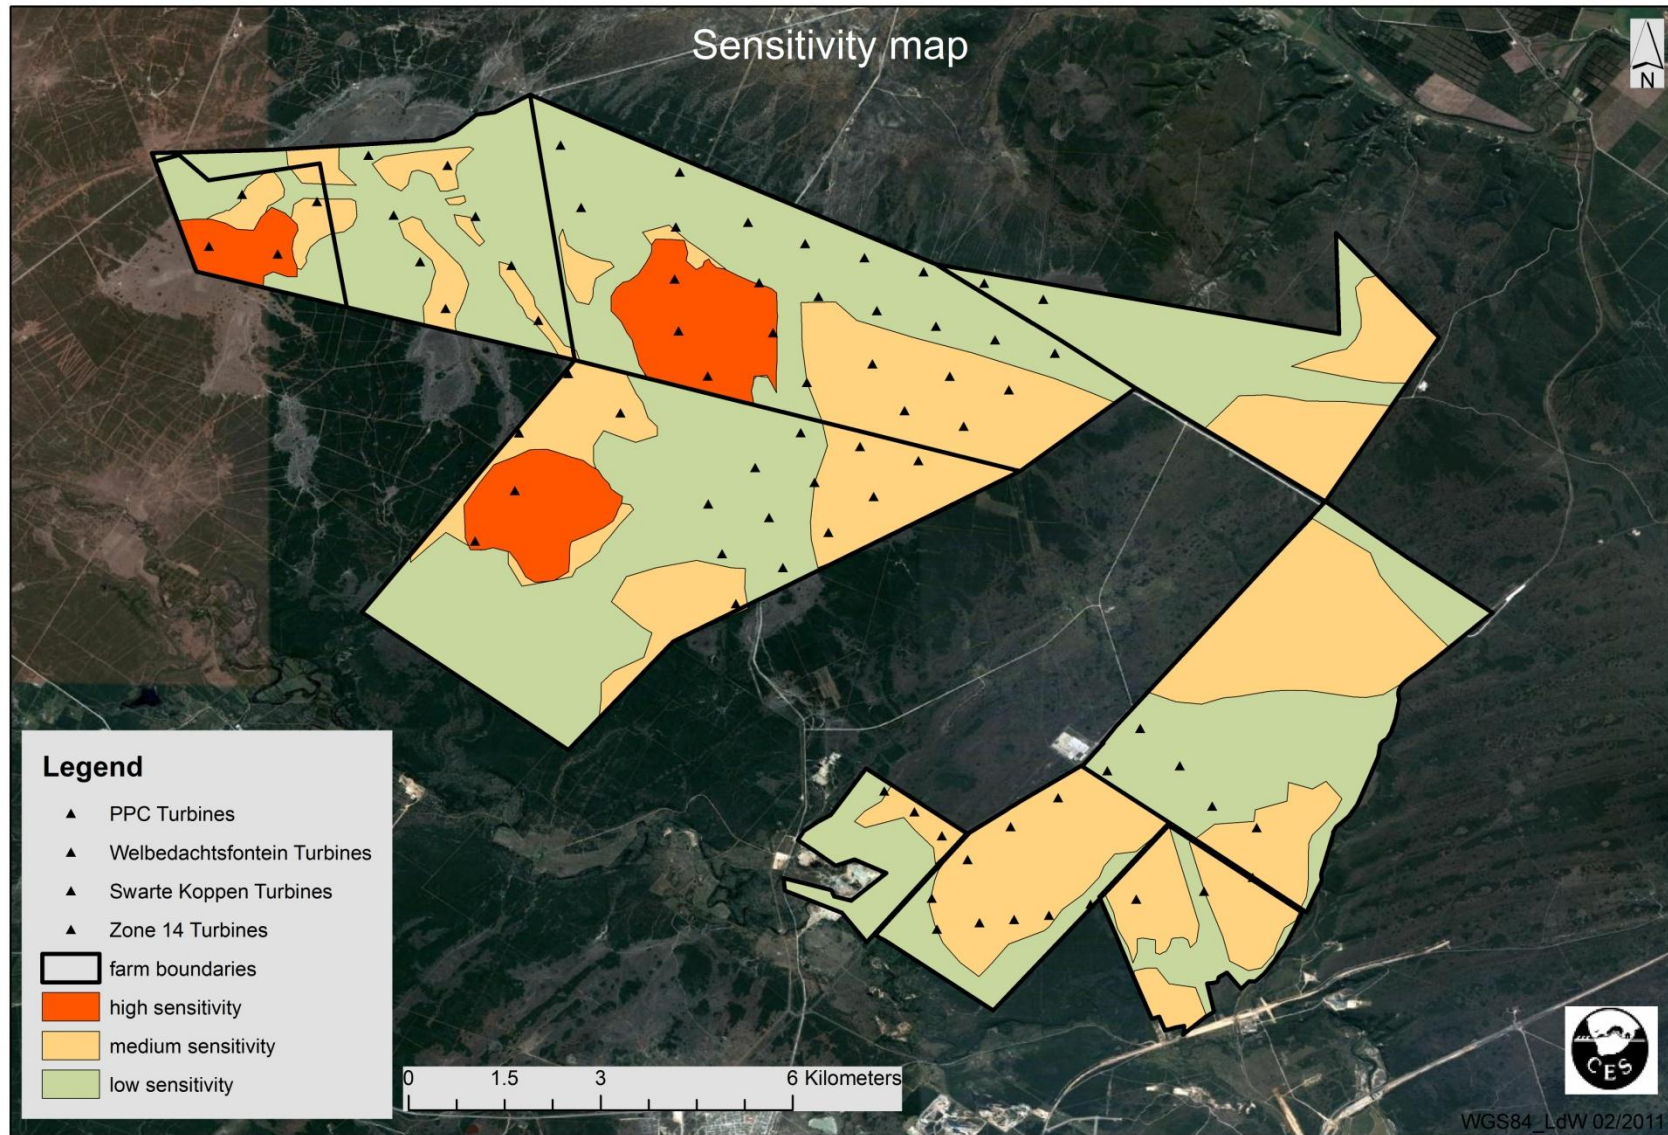 Sensitivity map
N
Legend
PPC Turbines
Welbedachtsfontein Turbines
Swarte Koppen Turbines
Zone 14 Turbines
farm boundaries
high sensitivity
medium sensitivity
low sensitivity
0 1.5 3 6 Kilometers
CES
WGS84_LdW 02/2011